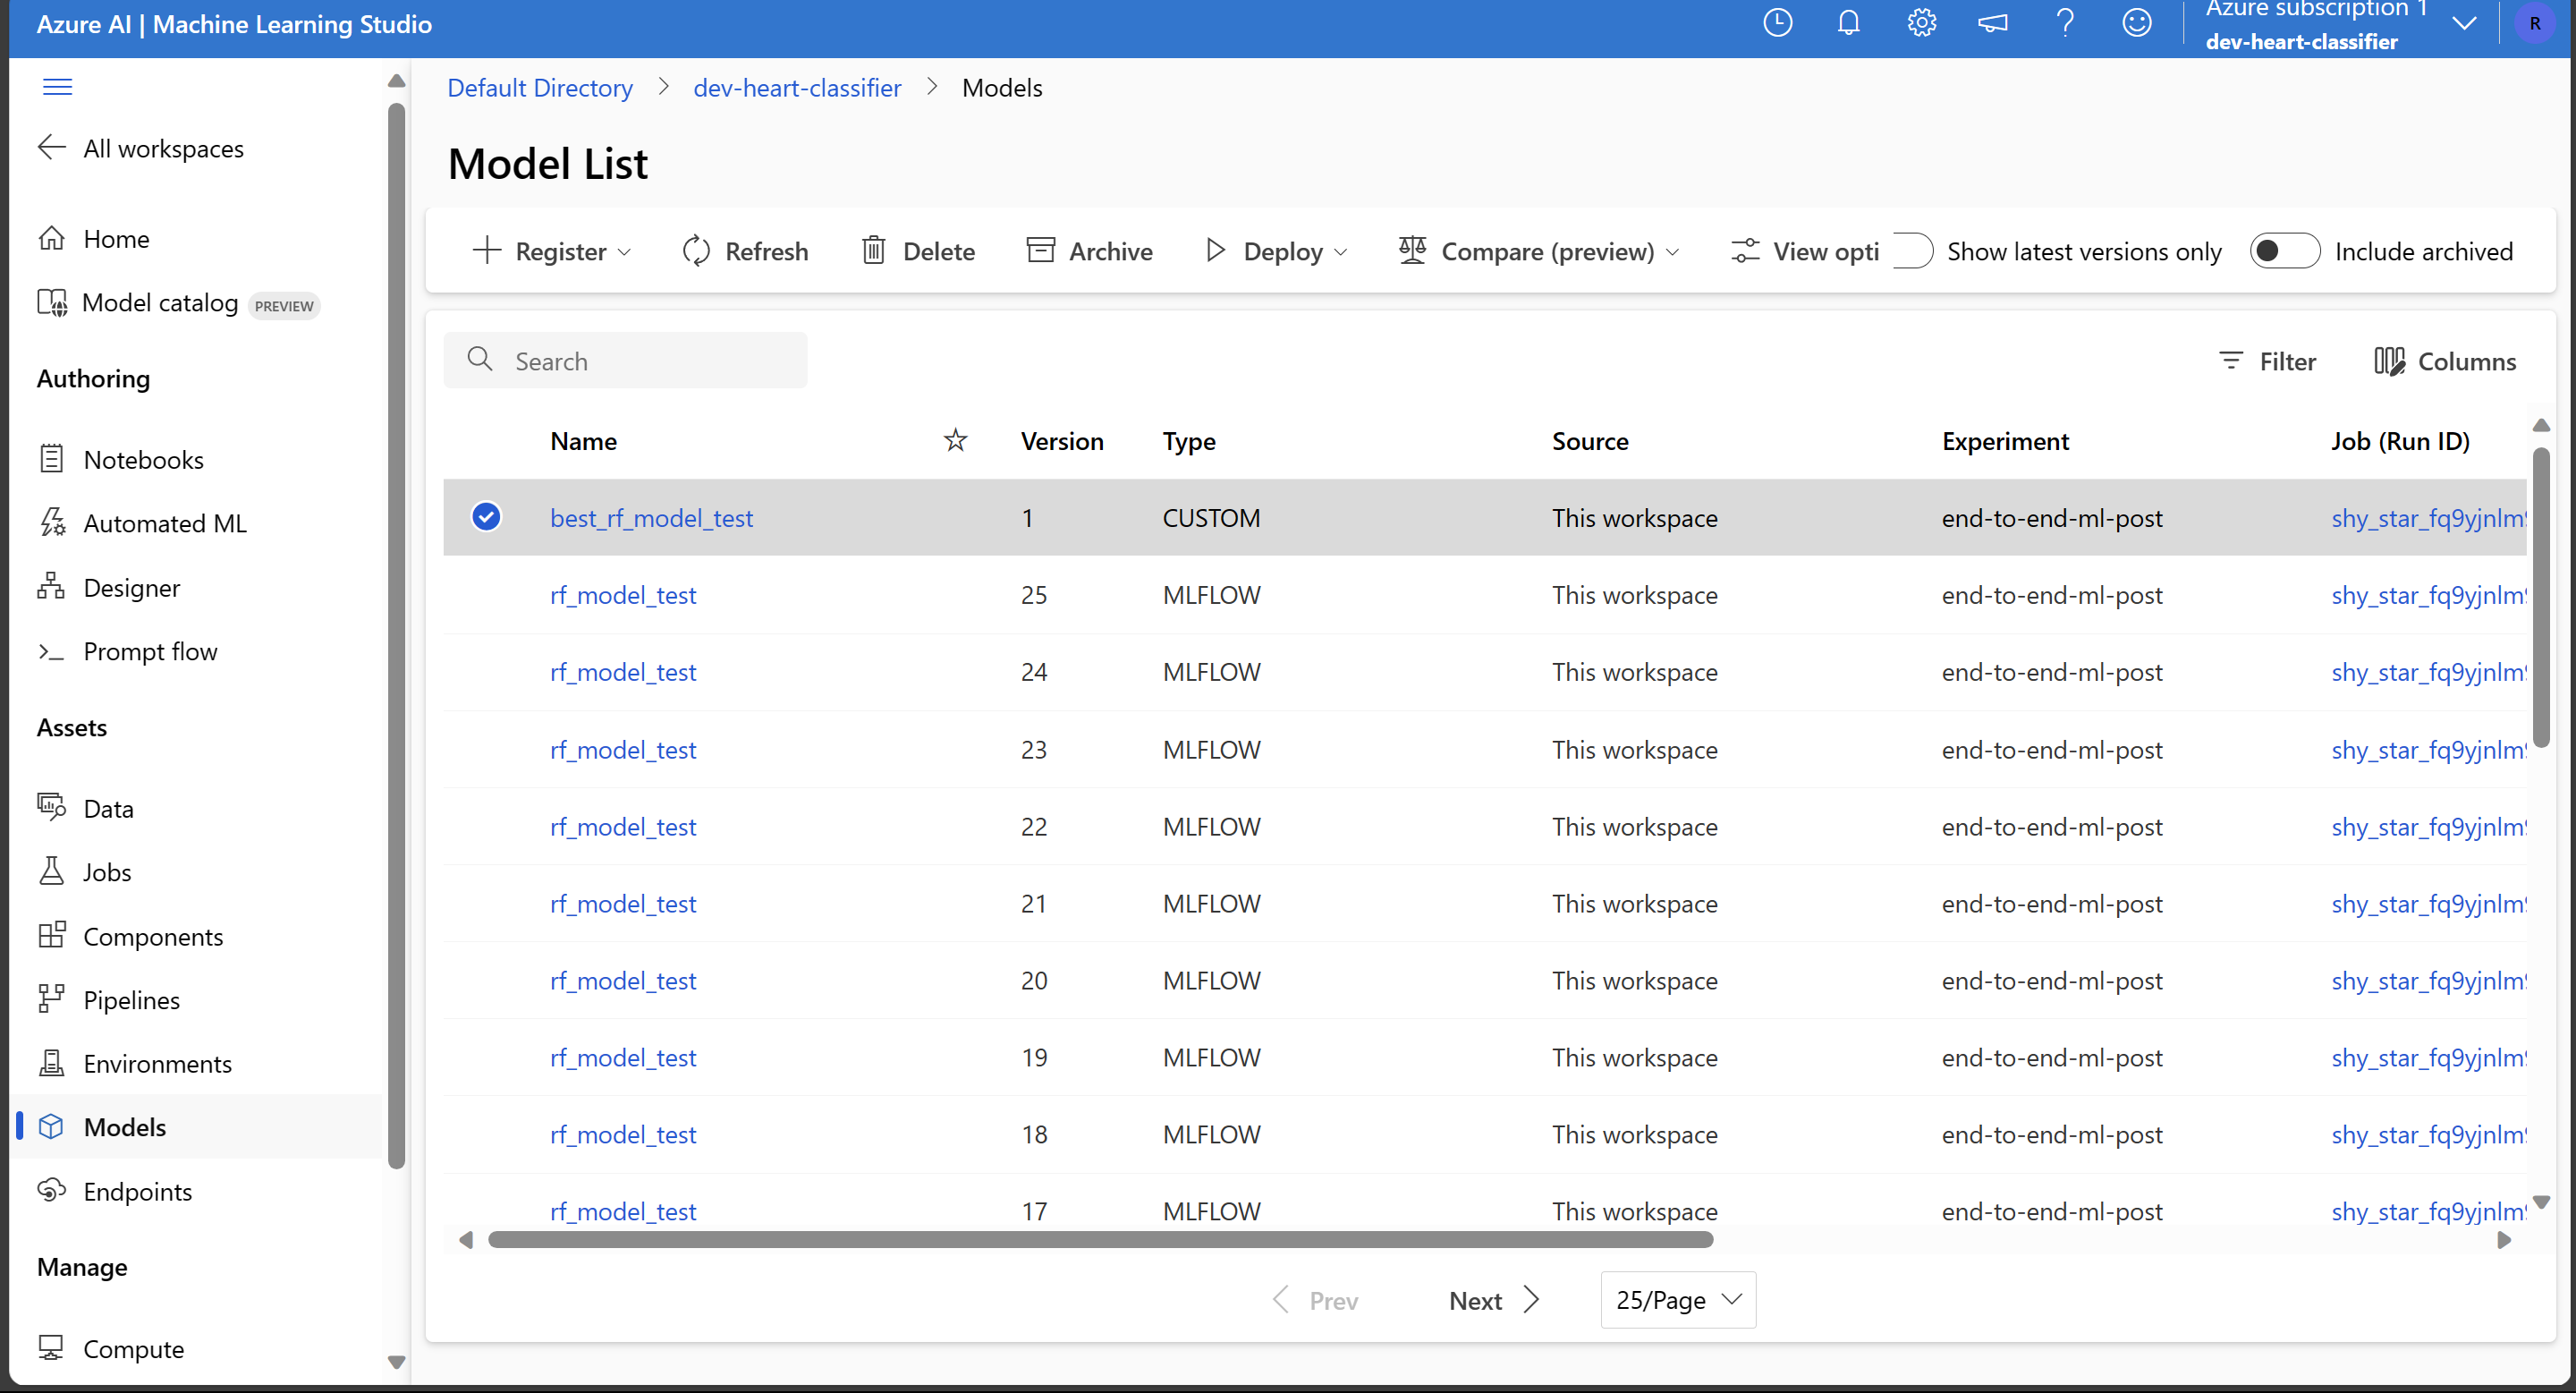 Azure AI | Machine Learning Studio
Azure subscription 1
dev-heart-classifier
R
All workspaces
Home
Model catalog PREVIEW
Authoring
Notebooks
Automated ML
Designer
Prompt flow
Assets
Data
Jobs
Components
Pipelines
Environments
Models
Endpoints
Manage
Compute
Default Directory > dev-heart-classifier > Models
Model List
Register Refresh Delete Archive Deploy Compare (preview) View opti Show latest versions only Include archived
Search Filter Columns
Name Version Type Source Experiment Job (Run ID)
best_rf_model_test 1 CUSTOM This workspace end-to-end-ml-post shy_star_fq9yjnlm
rf_model_test 25 MLFLOW This workspace end-to-end-ml-post shy_star_fq9yjnlm
rf_model_test 24 MLFLOW This workspace end-to-end-ml-post shy_star_fq9yjnlm
rf_model_test 23 MLFLOW This workspace end-to-end-ml-post shy_star_fq9yjnlm
rf_model_test 22 MLFLOW This workspace end-to-end-ml-post shy_star_fq9yjnlm
rf_model_test 21 MLFLOW This workspace end-to-end-ml-post shy_star_fq9yjnlm
rf_model_test 20 MLFLOW This workspace end-to-end-ml-post shy_star_fq9yjnlm
rf_model_test 19 MLFLOW This workspace end-to-end-ml-post shy_star_fq9yjnlm
rf_model_test 18 MLFLOW This workspace end-to-end-ml-post shy_star_fq9yjnlm
rf_model_test 17 MLFLOW This workspace end-to-end-ml-post shy_star_fq9yjnlm
Prev Next 25/Page